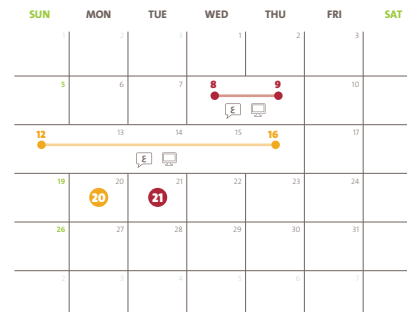 SUN MON TUE WED THU FRI SAT
1 2 3 1 2 3
5 6 7 8 9 10
ع
12 13 14 15 16 17
ع
19 20 21 22 23 24
20 21
26 27 28 29 30 31
2 3 4 5 6 7